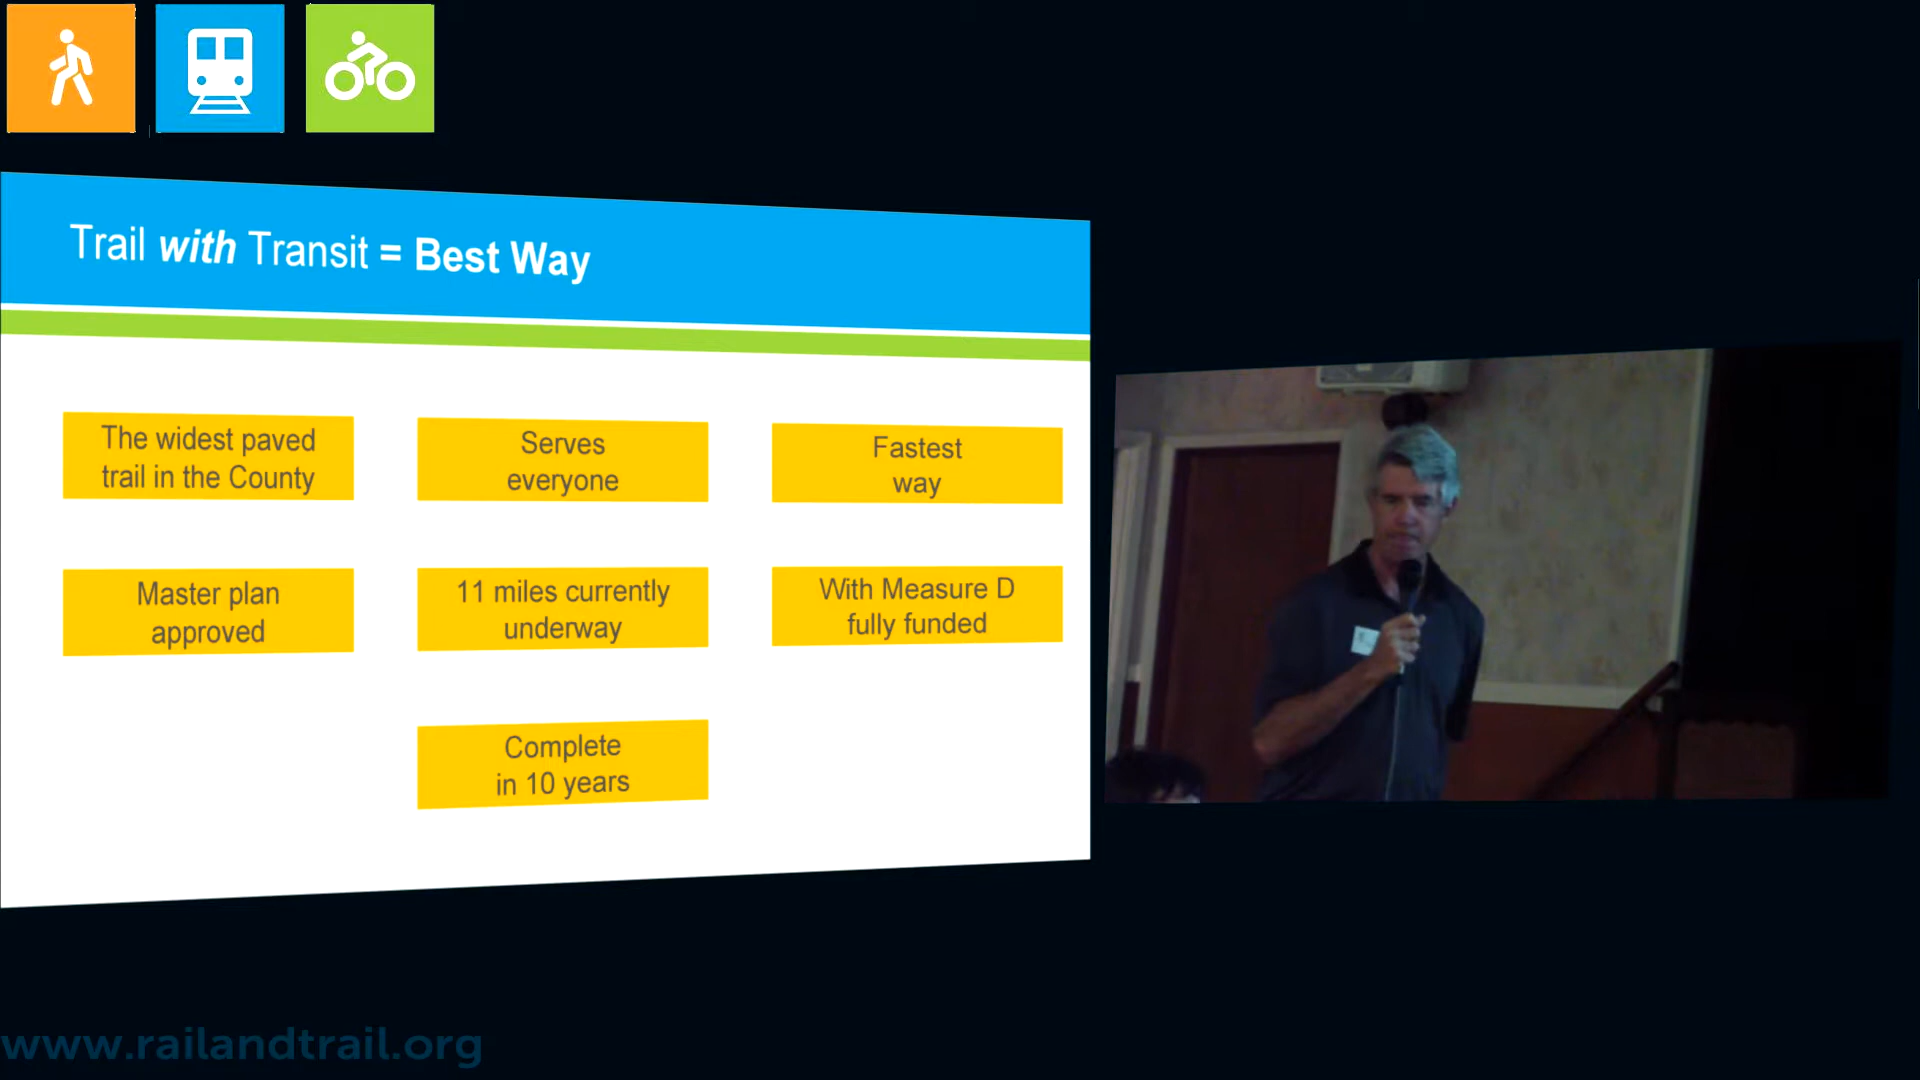 Trail with Transit = Best Way
The widest paved
trail in the County
Serves
everyone
Fastest
way
Master plan
approved
11 miles currently
underway
With Measure D
fully funded
Complete
in 10 years
www.railandtrail.org